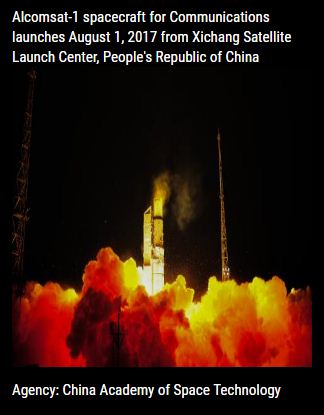 Alcomsat-1 spacecraft for Communications
launches August 1, 2017 from Xichang Satellite
Launch Center, People's Republic of China
Agency: China Academy of Space Technology